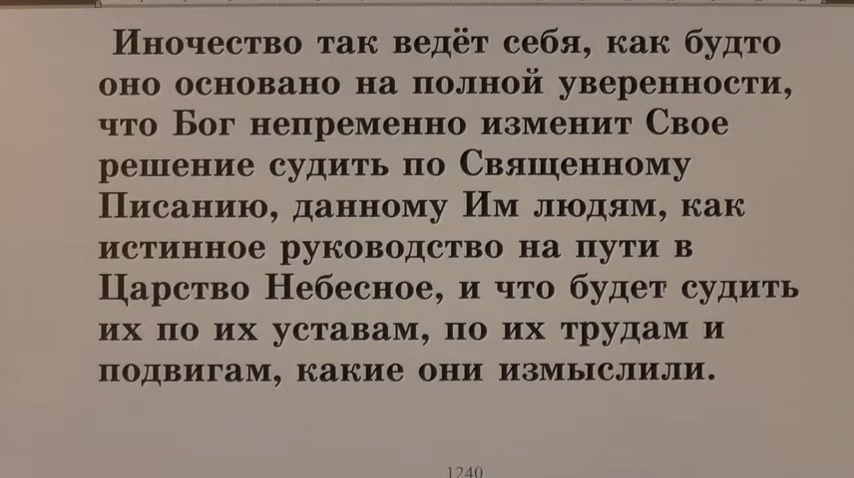 Иночество так ведёт себя, как будто
оно основано на полной уверенности,
что Бог непременно изменит Свое
решение судить по Священному
Писанию, данному Им людям, как
истинное руководство на пути в
Царство Небесное, и что будет судить
их по их уставам, по их трудам и
подвигам, какие они измыслили.
1240